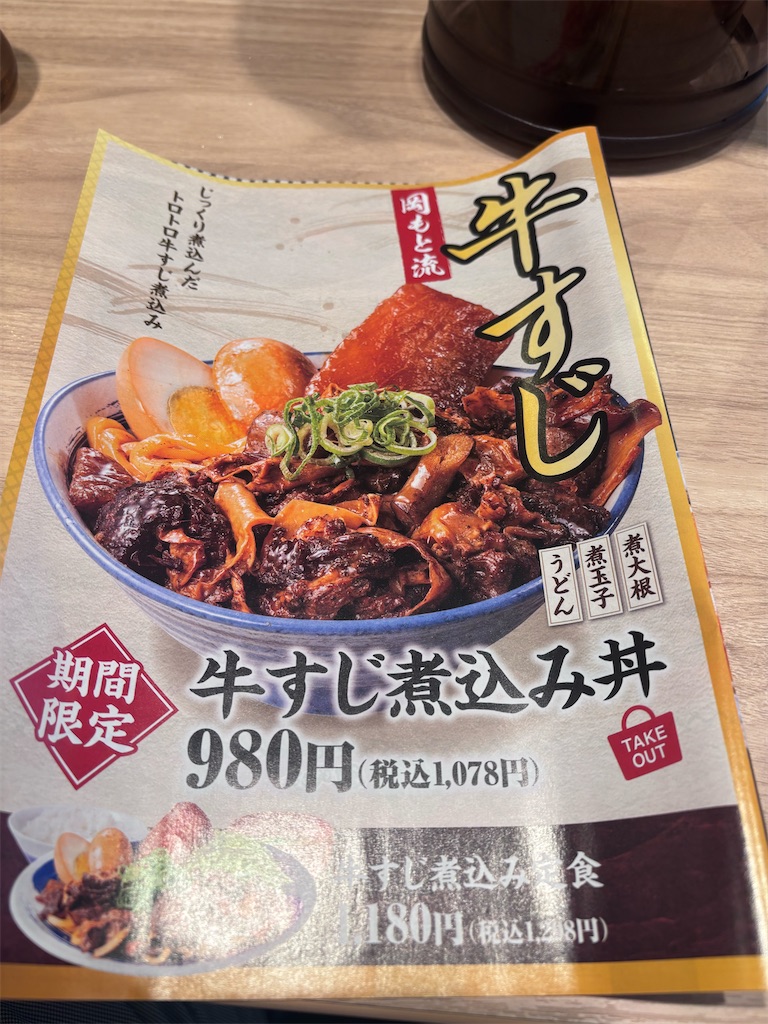 岡もと流
牛すじ
じっくり煮込んだ
トロトロ牛すじ煮込み
煮大根
煮玉子
うどん
期間
限定
牛すじ煮込み丼
980円(税込1,078円)
TAKE
OUT
牛すじ煮込み定食
1,180円(税込1,298円)